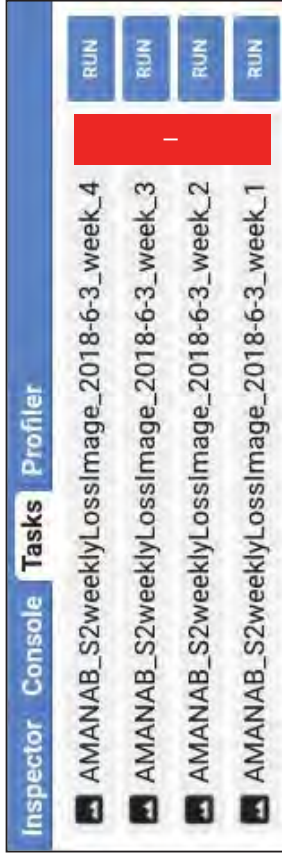 Inspector Console Tasks Profiler
AMANAB_S2weeklyLossImage_2018-6-3_week_4 RUN
AMANAB_S2weeklyLossImage_2018-6-3_week_3 RUN
AMANAB_S2weeklyLossImage_2018-6-3_week_2 RUN
AMANAB_S2weeklyLossImage_2018-6-3_week_1 RUN